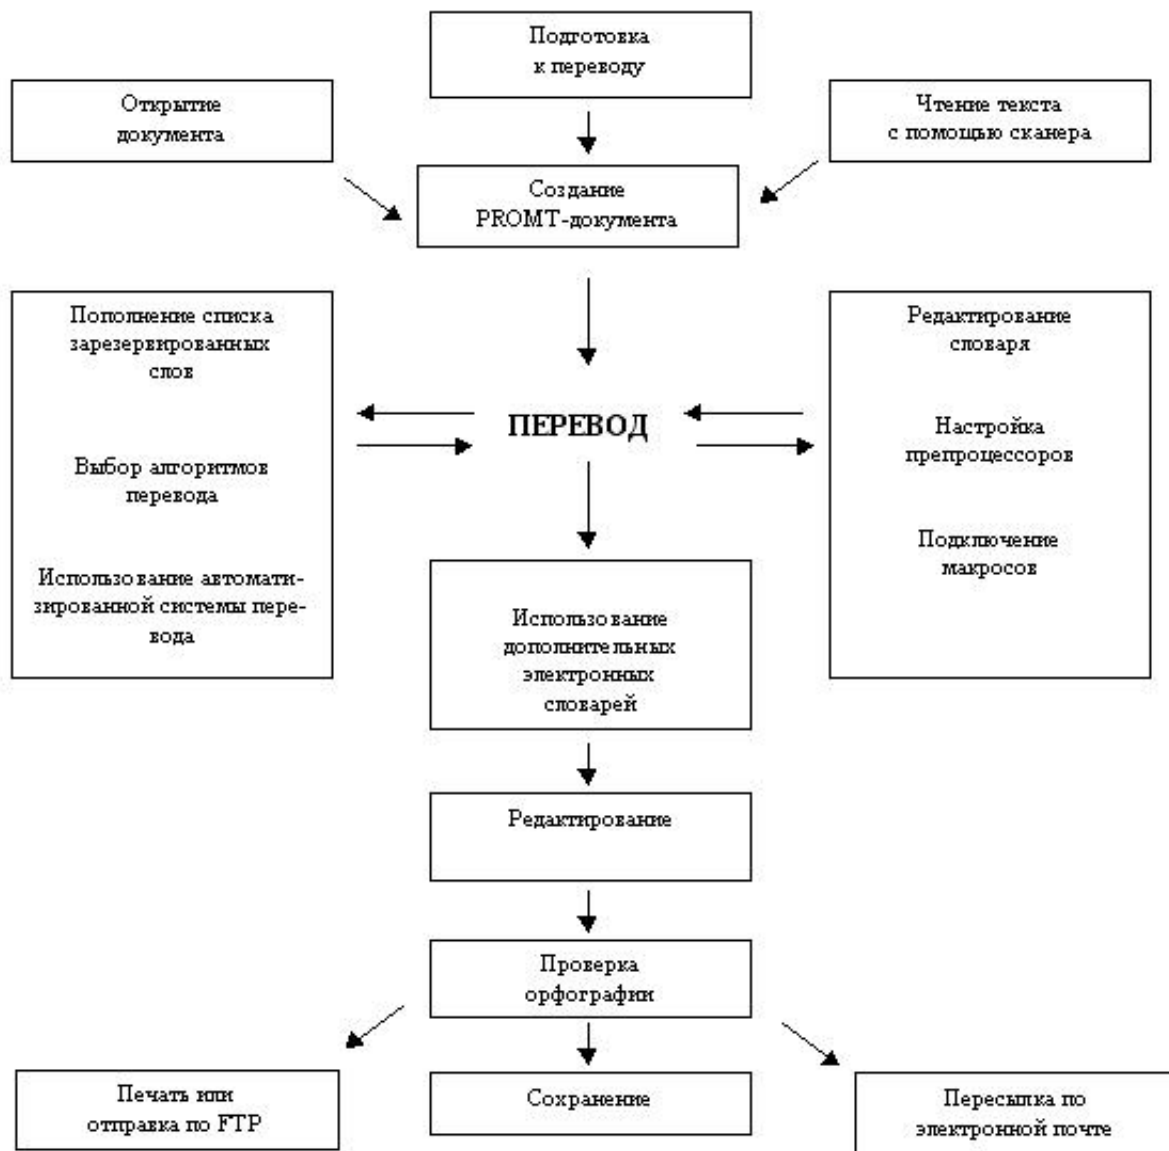 Подготовка
к переводу
Открытие
документа
Чтение текста
с помощью сканера
Создание
PROMT-документа
Пополнение списка
зарезервированных
слов
Выбор алгоритмов
перевода
Использование автомати-
зированной системы пере-
вода
ПЕРЕВОД
Редактирование
словаря
Настройка
препроцессоров
Подключение
макросов
Использование
дополнительных
электронных
словарей
Редактирование
Проверка
орфографии
Печать или
отправка по FTP
Сохранение
Пересылка по
электронной почте